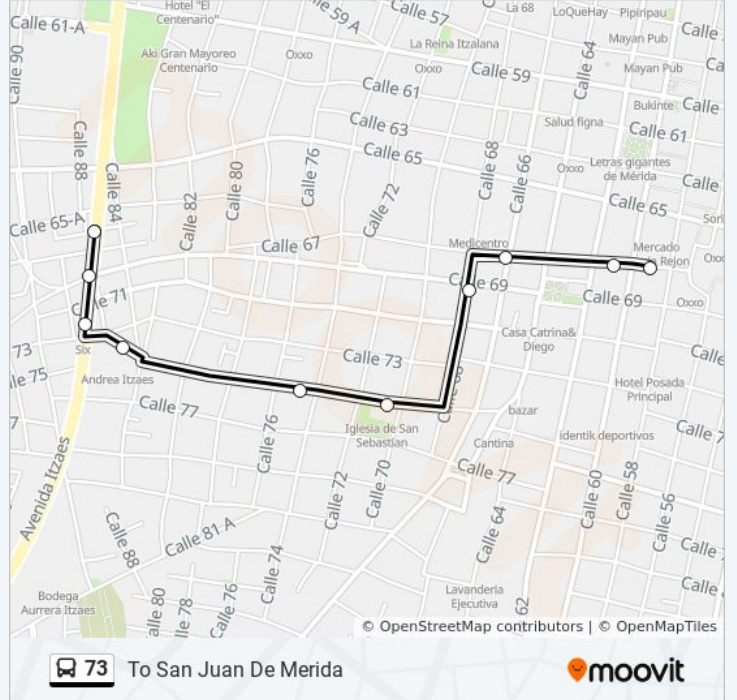 Hotel "El
Centenario"
Calle 61-A
Calle 59 A
Calle 57
La 68
LoQueHay
Pipiripau
Calle
La Reina Itzalana
Mayan Pub
Aki Gran Mayoreo
Centenario
Oxxo
Oxxo
Calle 59
Calle 64
Mayan Pub
Ca
Calle 90
Calle 61
Bukinte
Calle
Calle 63
Salud figna
Calle 61
Calle 88
Calle 65
Calle 84
Calle 80
Calle 76
Calle 68
Calle 66
Oxxo
Letras gigantes
de Mérida
Calle
Calle 82
Calle 72
Calle 65
Calle 65-A
Sori
Calle 67
Medicentro
Mercado
Rejon
Oxxo
Calle 71
Calle 69
Calle 69
Oxxo
Casa Catrina&
Diego
73
Six
Calle 73
Calle
lle 75
Andrea Itzaes
Hotel Posada
Principal
77
Calle 77
bazar
Calle 76
Iglesia de San
Sebastian
Cantina
identik deportivos
Calle 7
Avenida Itzaes
Calle 72
Calle 70
Calle 77
Calle 60
Calle 58
Calle 56
Calle 88
Calle 81 A
Calle 64
Calle
Calle 74
Calle
Bodega
Aurrera Itzaes
alle 80
alle 78
Calle 76
Lavanderia
Ejecutiva
62
© OpenStreetMap contributors | © OpenMapTiles
73 To San Juan De Merida
moovit